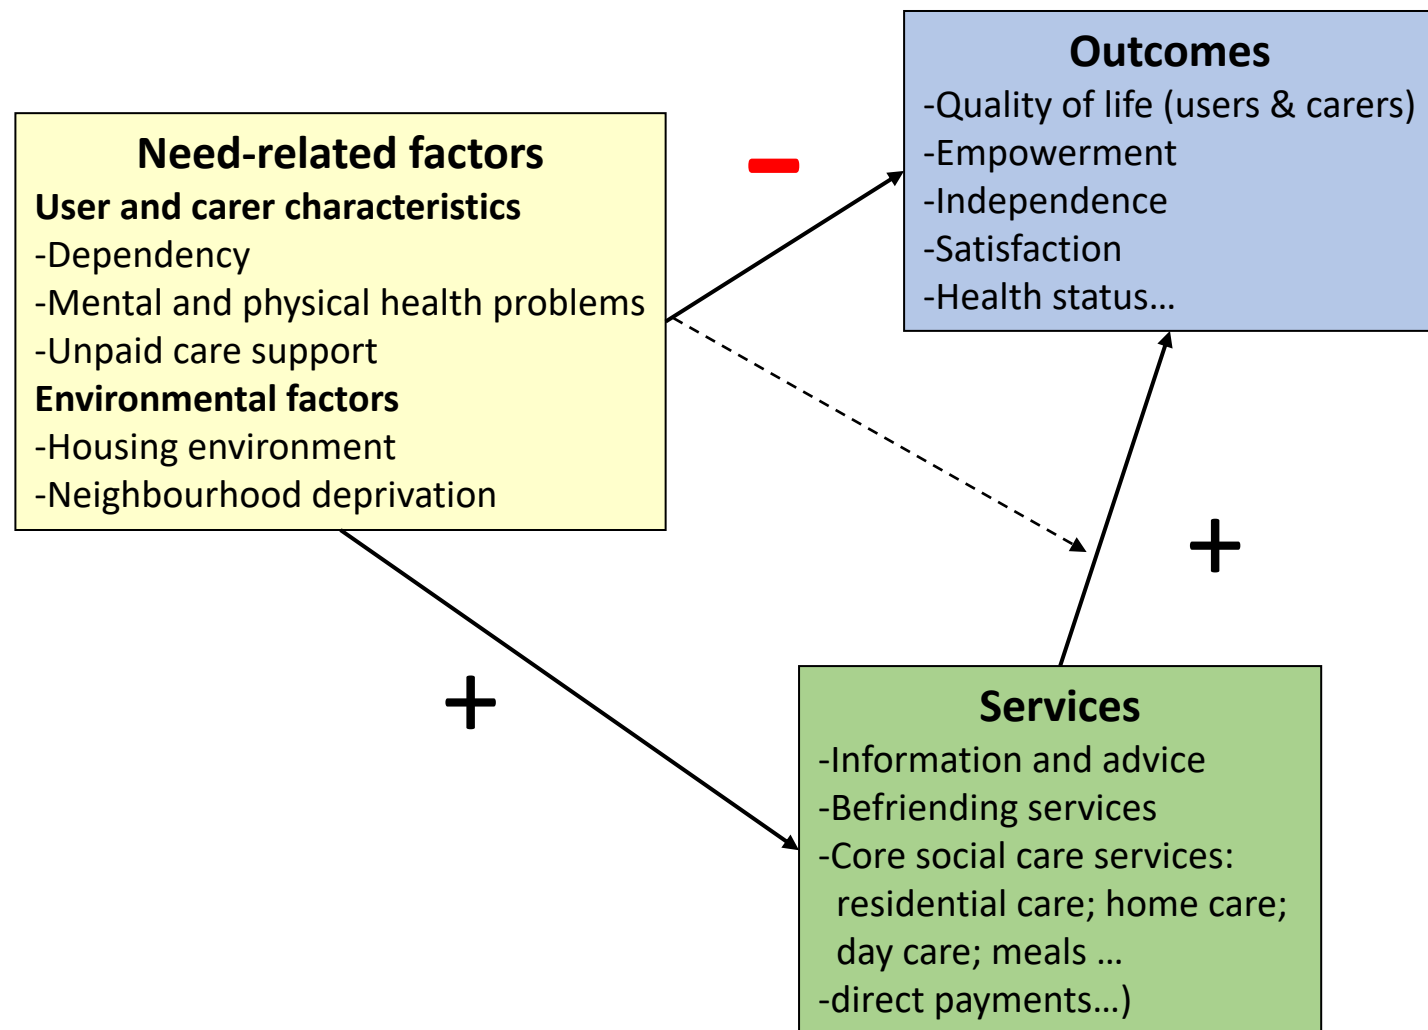 Need-related factors
User and carer characteristics
-Dependency
-Mental and physical health problems
-Unpaid care support
Environmental factors
-Housing environment
-Neighbourhood deprivation
-
Outcomes
-Quality of life (users & carers)
-Empowerment
-Independence
-Satisfaction
-Health status…
+
+
Services
-Information and advice
-Befriending services
-Core social care services:
residential care; home care;
day care; meals …
-direct payments…)